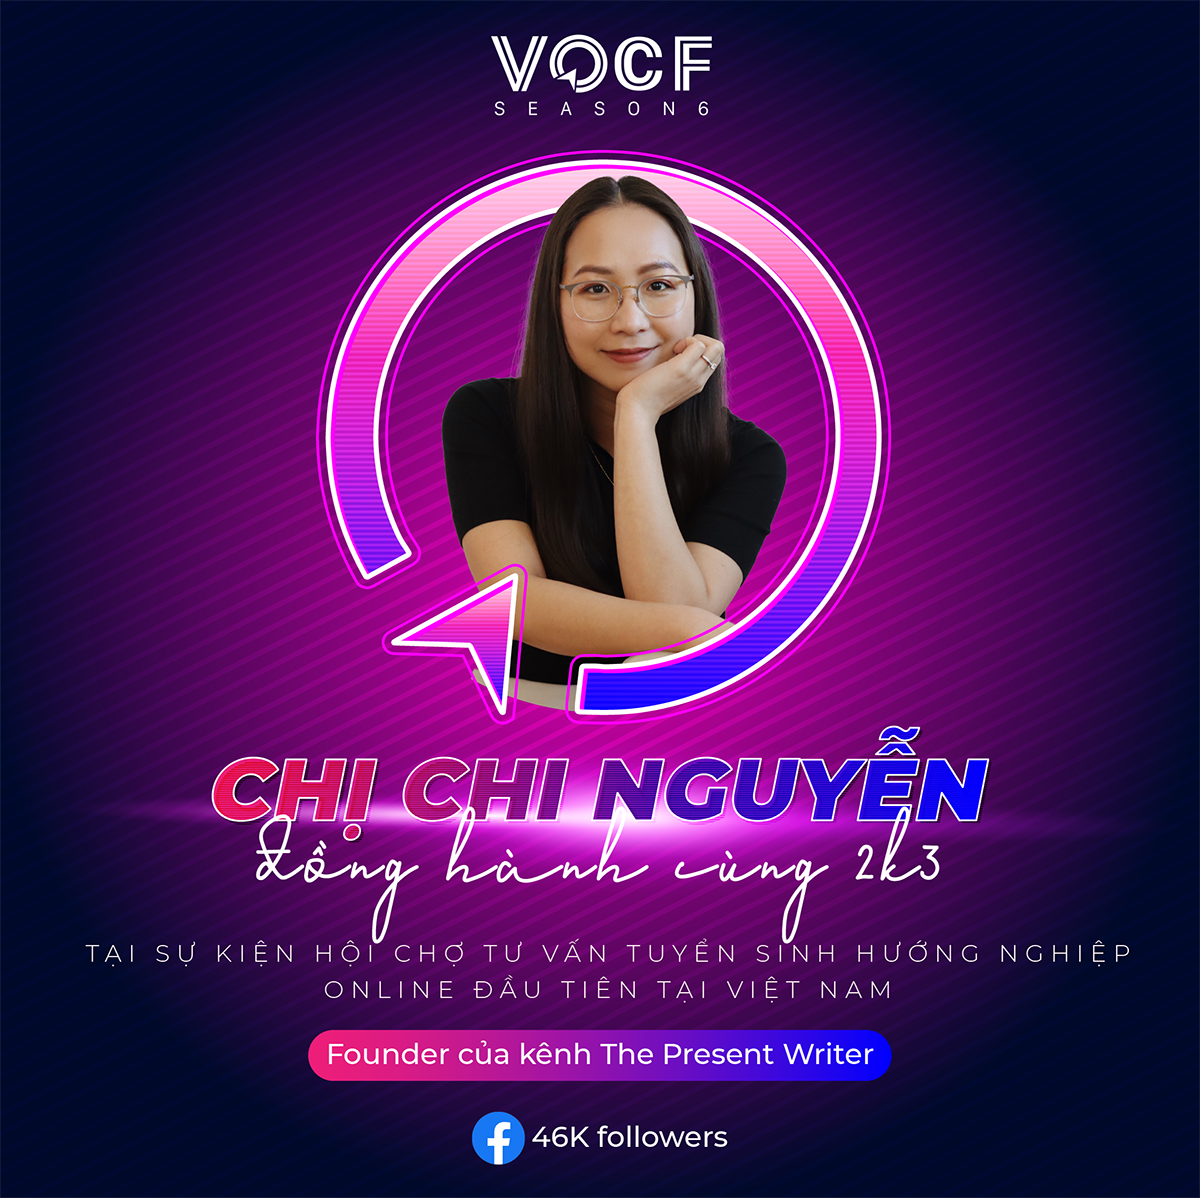 VOCF
SEASON 6
CHỊ CHI NGUYỄN
đồng hành cùng 2k3
TẠI SỰ KIỆN HỘI CHỢ TƯ VẤN TUYỂN SINH HƯỚNG NGHIỆP
ONLINE ĐẦU TIÊN TẠI VIỆT NAM
Founder của kênh The Present Writer
46K followers